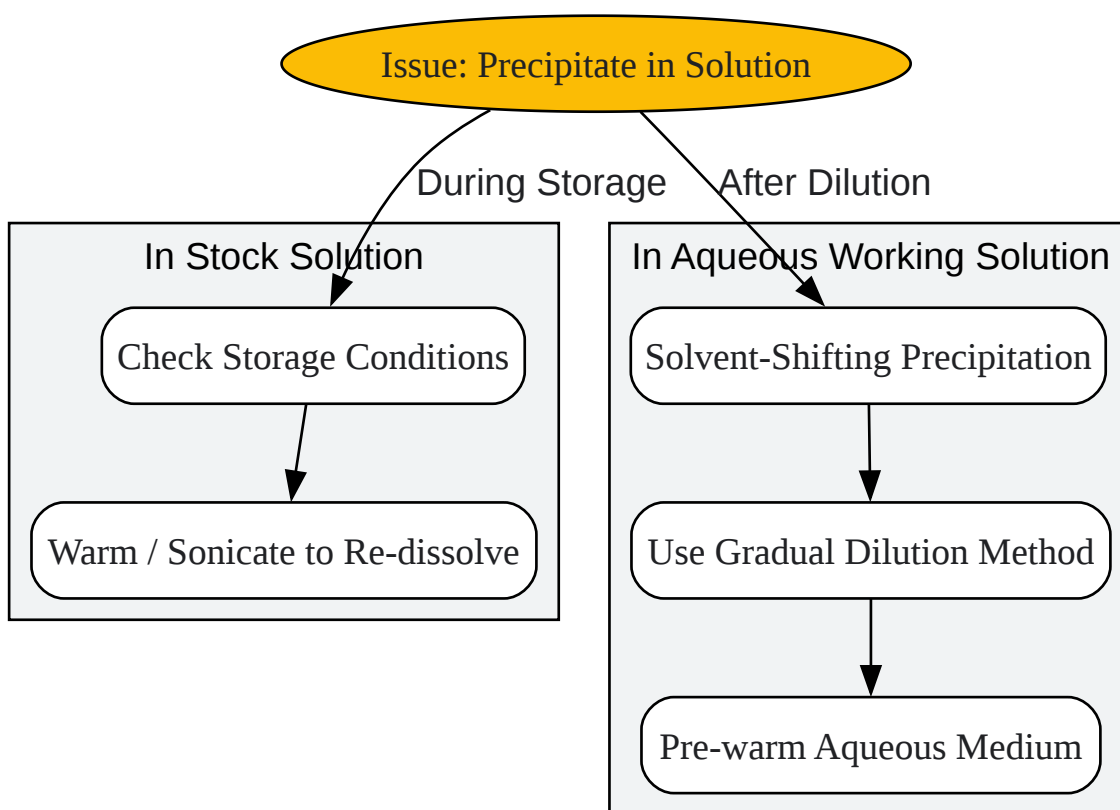 Issue: Precipitate in Solution
During Storage
After Dilution
In Stock Solution
Check Storage Conditions
Warm / Sonicate to Re-dissolve
In Aqueous Working Solution
Solvent-Shifting Precipitation
Use Gradual Dilution Method
Pre-warm Aqueous Medium